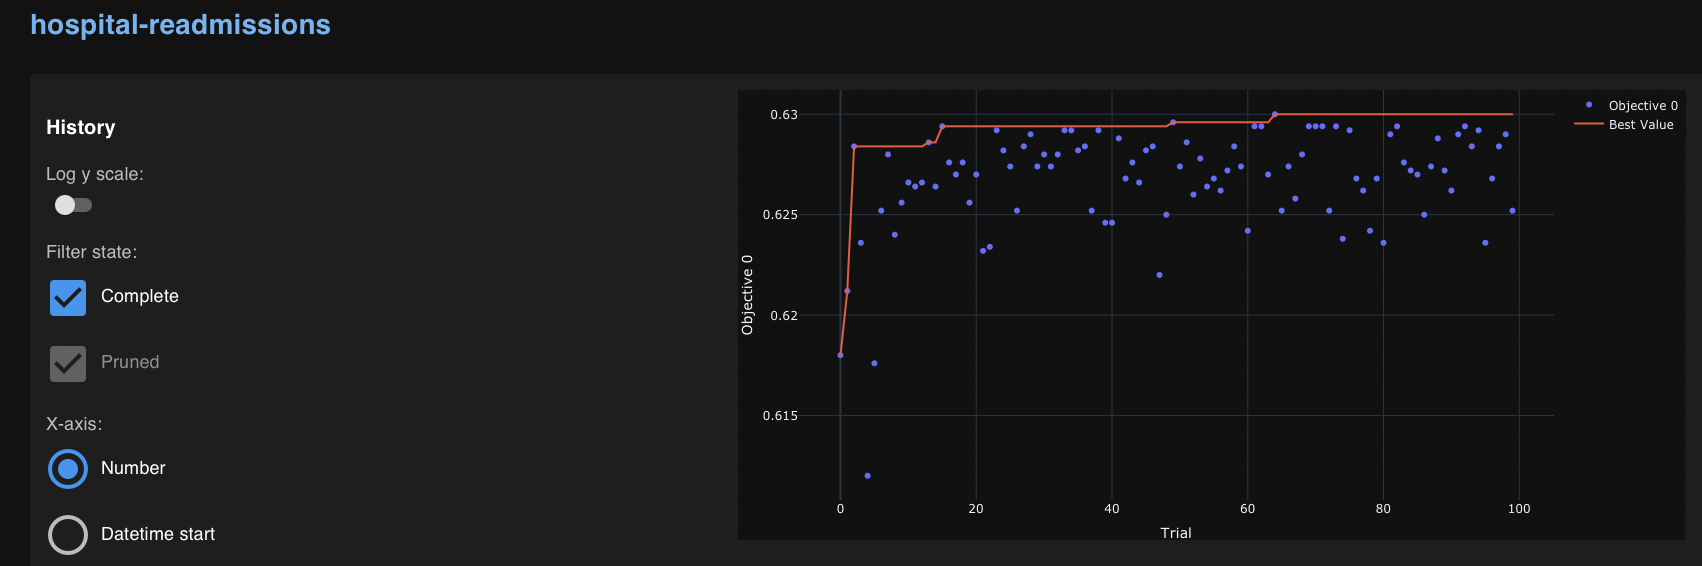 hospital-readmissions
History
Log y scale:
Filter state:
Complete
Pruned
X-axis:
Number
Datetime start
0.63
0.625
0.62
0.615
Objective 0
0
20
40
60
80
100
Trial
Objective 0
Best Value